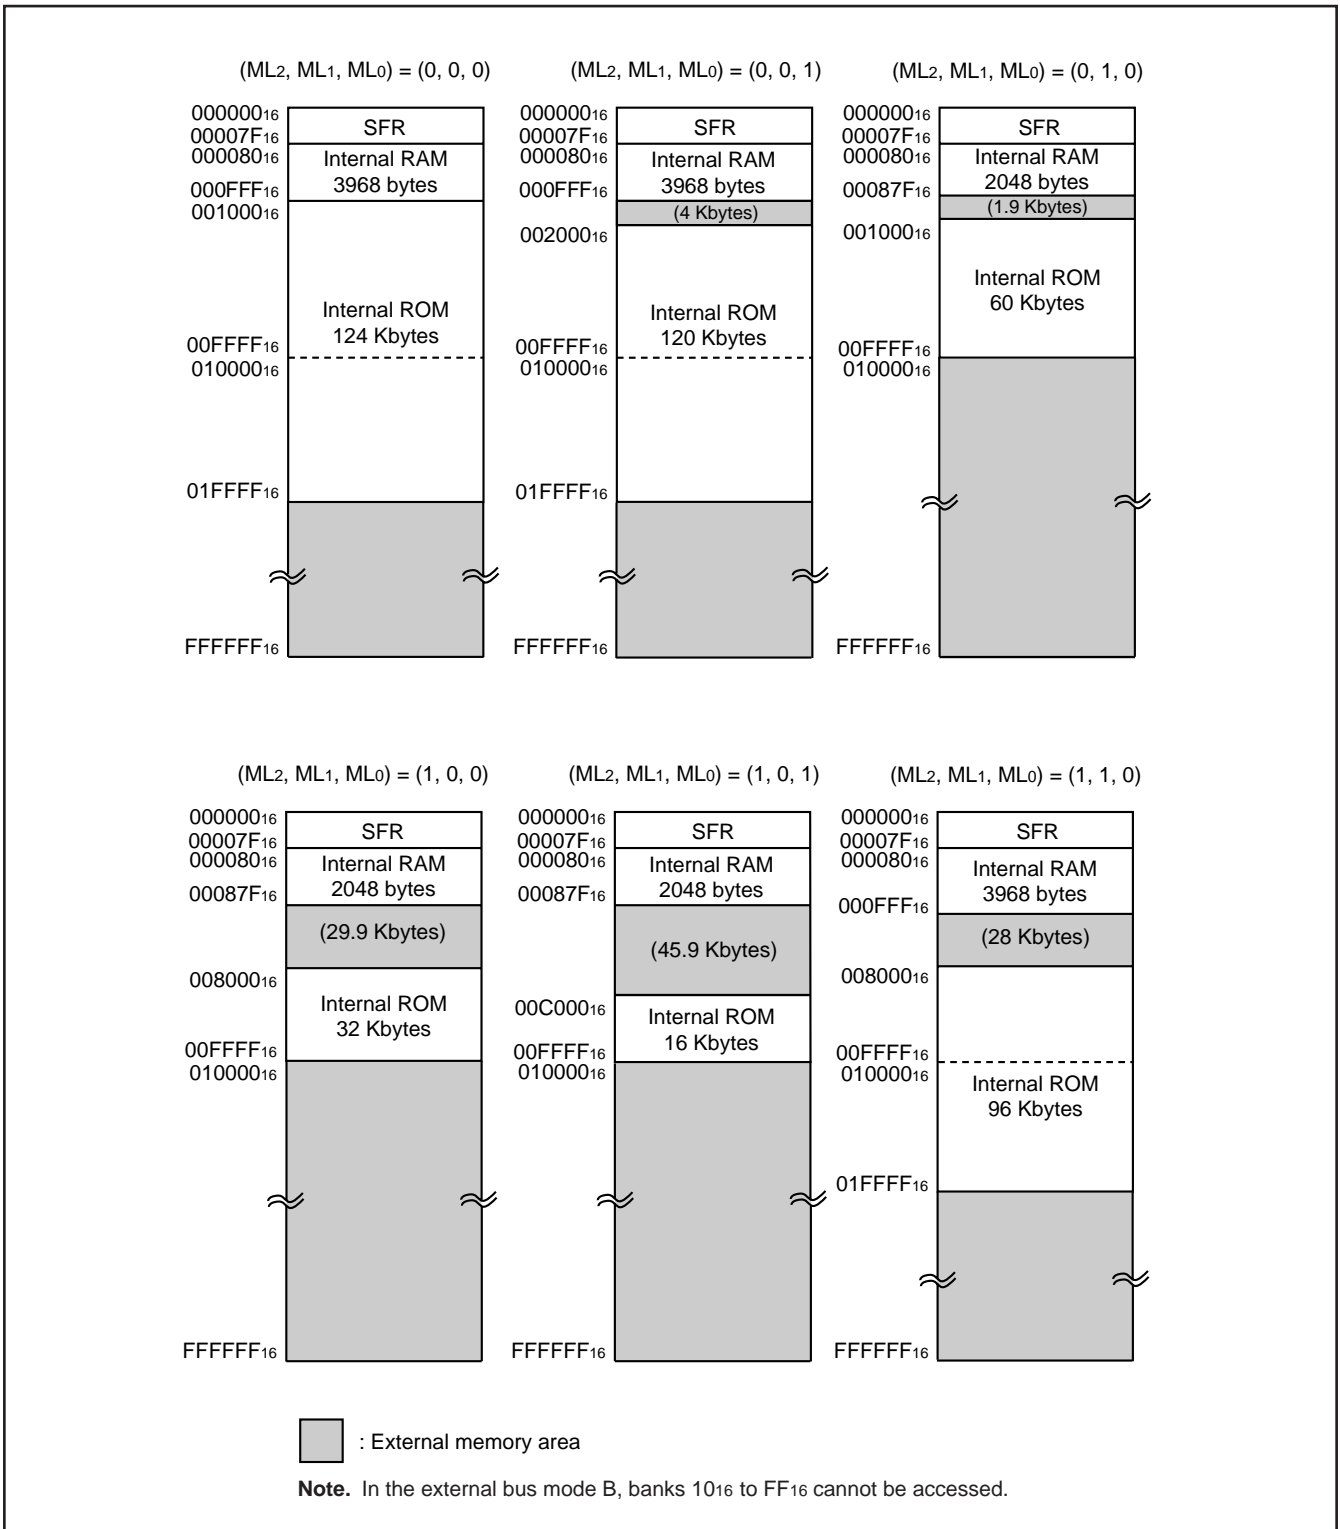 (ML2, ML1, ML0) = (0, 0, 0)
00000016
00007F16
00008016
000FFF16
00100016
00FFFF16
01000016
01FFFF16
FFFFFF16
SFR
Internal RAM
3968 bytes
Internal ROM
124 Kbytes
(ML2, ML1, ML0) = (0, 0, 1)
00000016
00007F16
00008016
000FFF16
00200016
00FFFF16
01000016
01FFFF16
FFFFFF16
SFR
Internal RAM
3968 bytes
(4 Kbytes)
Internal ROM
120 Kbytes
(ML2, ML1, ML0) = (0, 1, 0)
00000016
00007F16
00008016
00087F16
00100016
00FFFF16
01000016
FFFFFF16
SFR
Internal RAM
2048 bytes
(1.9 Kbytes)
Internal ROM
60 Kbytes
(ML2, ML1, ML0) = (1, 0, 0)
00000016
00007F16
00008016
00087F16
00800016
00FFFF16
01000016
FFFFFF16
SFR
Internal RAM
2048 bytes
(29.9 Kbytes)
Internal ROM
32 Kbytes
(ML2, ML1, ML0) = (1, 0, 1)
00000016
00007F16
00008016
00087F16
00C00016
00FFFF16
01000016
FFFFFF16
SFR
Internal RAM
2048 bytes
(45.9 Kbytes)
Internal ROM
16 Kbytes
(ML2, ML1, ML0) = (1, 1, 0)
00000016
00007F16
00008016
000FFF16
00800016
00FFFF16
01000016
01FFFF16
FFFFFF16
SFR
Internal RAM
3968 bytes
(28 Kbytes)
Internal ROM
96 Kbytes
: External memory area
Note. In the external bus mode B, banks 1016 to FF16 cannot be accessed.